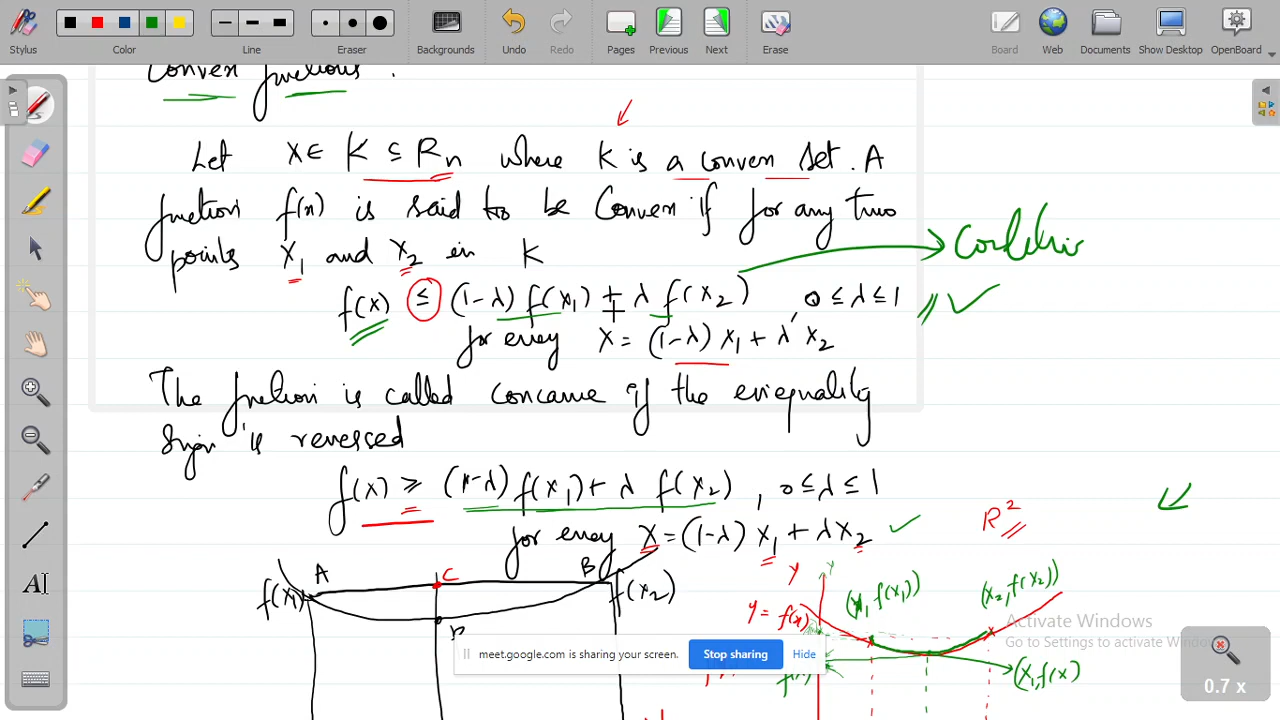 Stylus
Color
Line
Eraser
Backgrounds
Undo
Redo
Pages
Previous
Next
Erase
Board
Web
Documents
Show Desktop
OpenBoard
Convex functions.
Let X ∈ K ⊆ Rn where K is a convex set. A
function f(x) is said to be Convex if for any two
points X1 and X2 in K
f(x) ≤ (1-λ) f(x1) + λ f(x2), 0 ≤ λ ≤ 1
for every X = (1-λ) X1 + λ X2
The function is called concave if the inequality
sign is reversed
f(x) ≥ (1-λ) f(x1) + λ f(x2), 0 ≤ λ ≤ 1
for every X = (1-λ) X1 + λ X2
R²
A
C
B
f(x1)
f(x2)
Y
Y
(x1, f(x1))
(x2, f(x2))
y = f(x)
(X, f(x)
Activate Windows
Go to Settings to activate Windows.
meet.google.com is sharing your screen.
Stop sharing
Hide
0.7 x